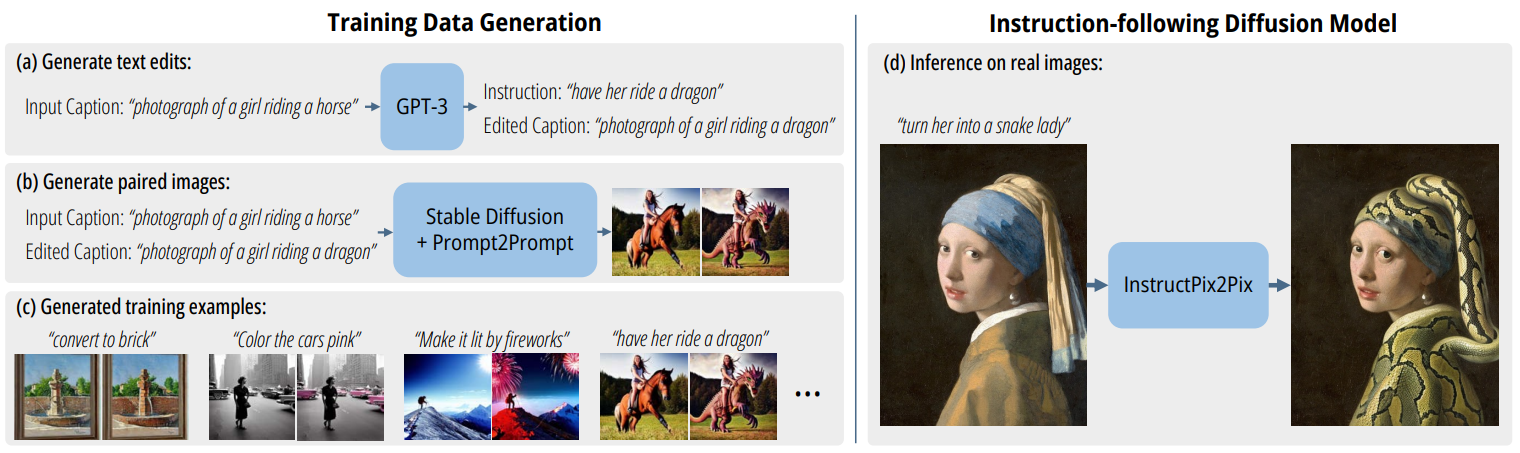 Training Data Generation
(a) Generate text edits:
Input Caption: “photograph of a girl riding a horse”
GPT-3
Instruction: “have her ride a dragon”
Edited Caption: “photograph of a girl riding a dragon”
(b) Generate paired images:
Input Caption: “photograph of a girl riding a horse”
Edited Caption: “photograph of a girl riding a dragon”
Stable Diffusion
+ Prompt2Prompt
(c) Generated training examples:
“convert to brick”
“Color the cars pink”
“Make it lit by fireworks”
“have her ride a dragon”
...
Instruction-following Diffusion Model
(d) Inference on real images:
“turn her into a snake lady”
InstructPix2Pix